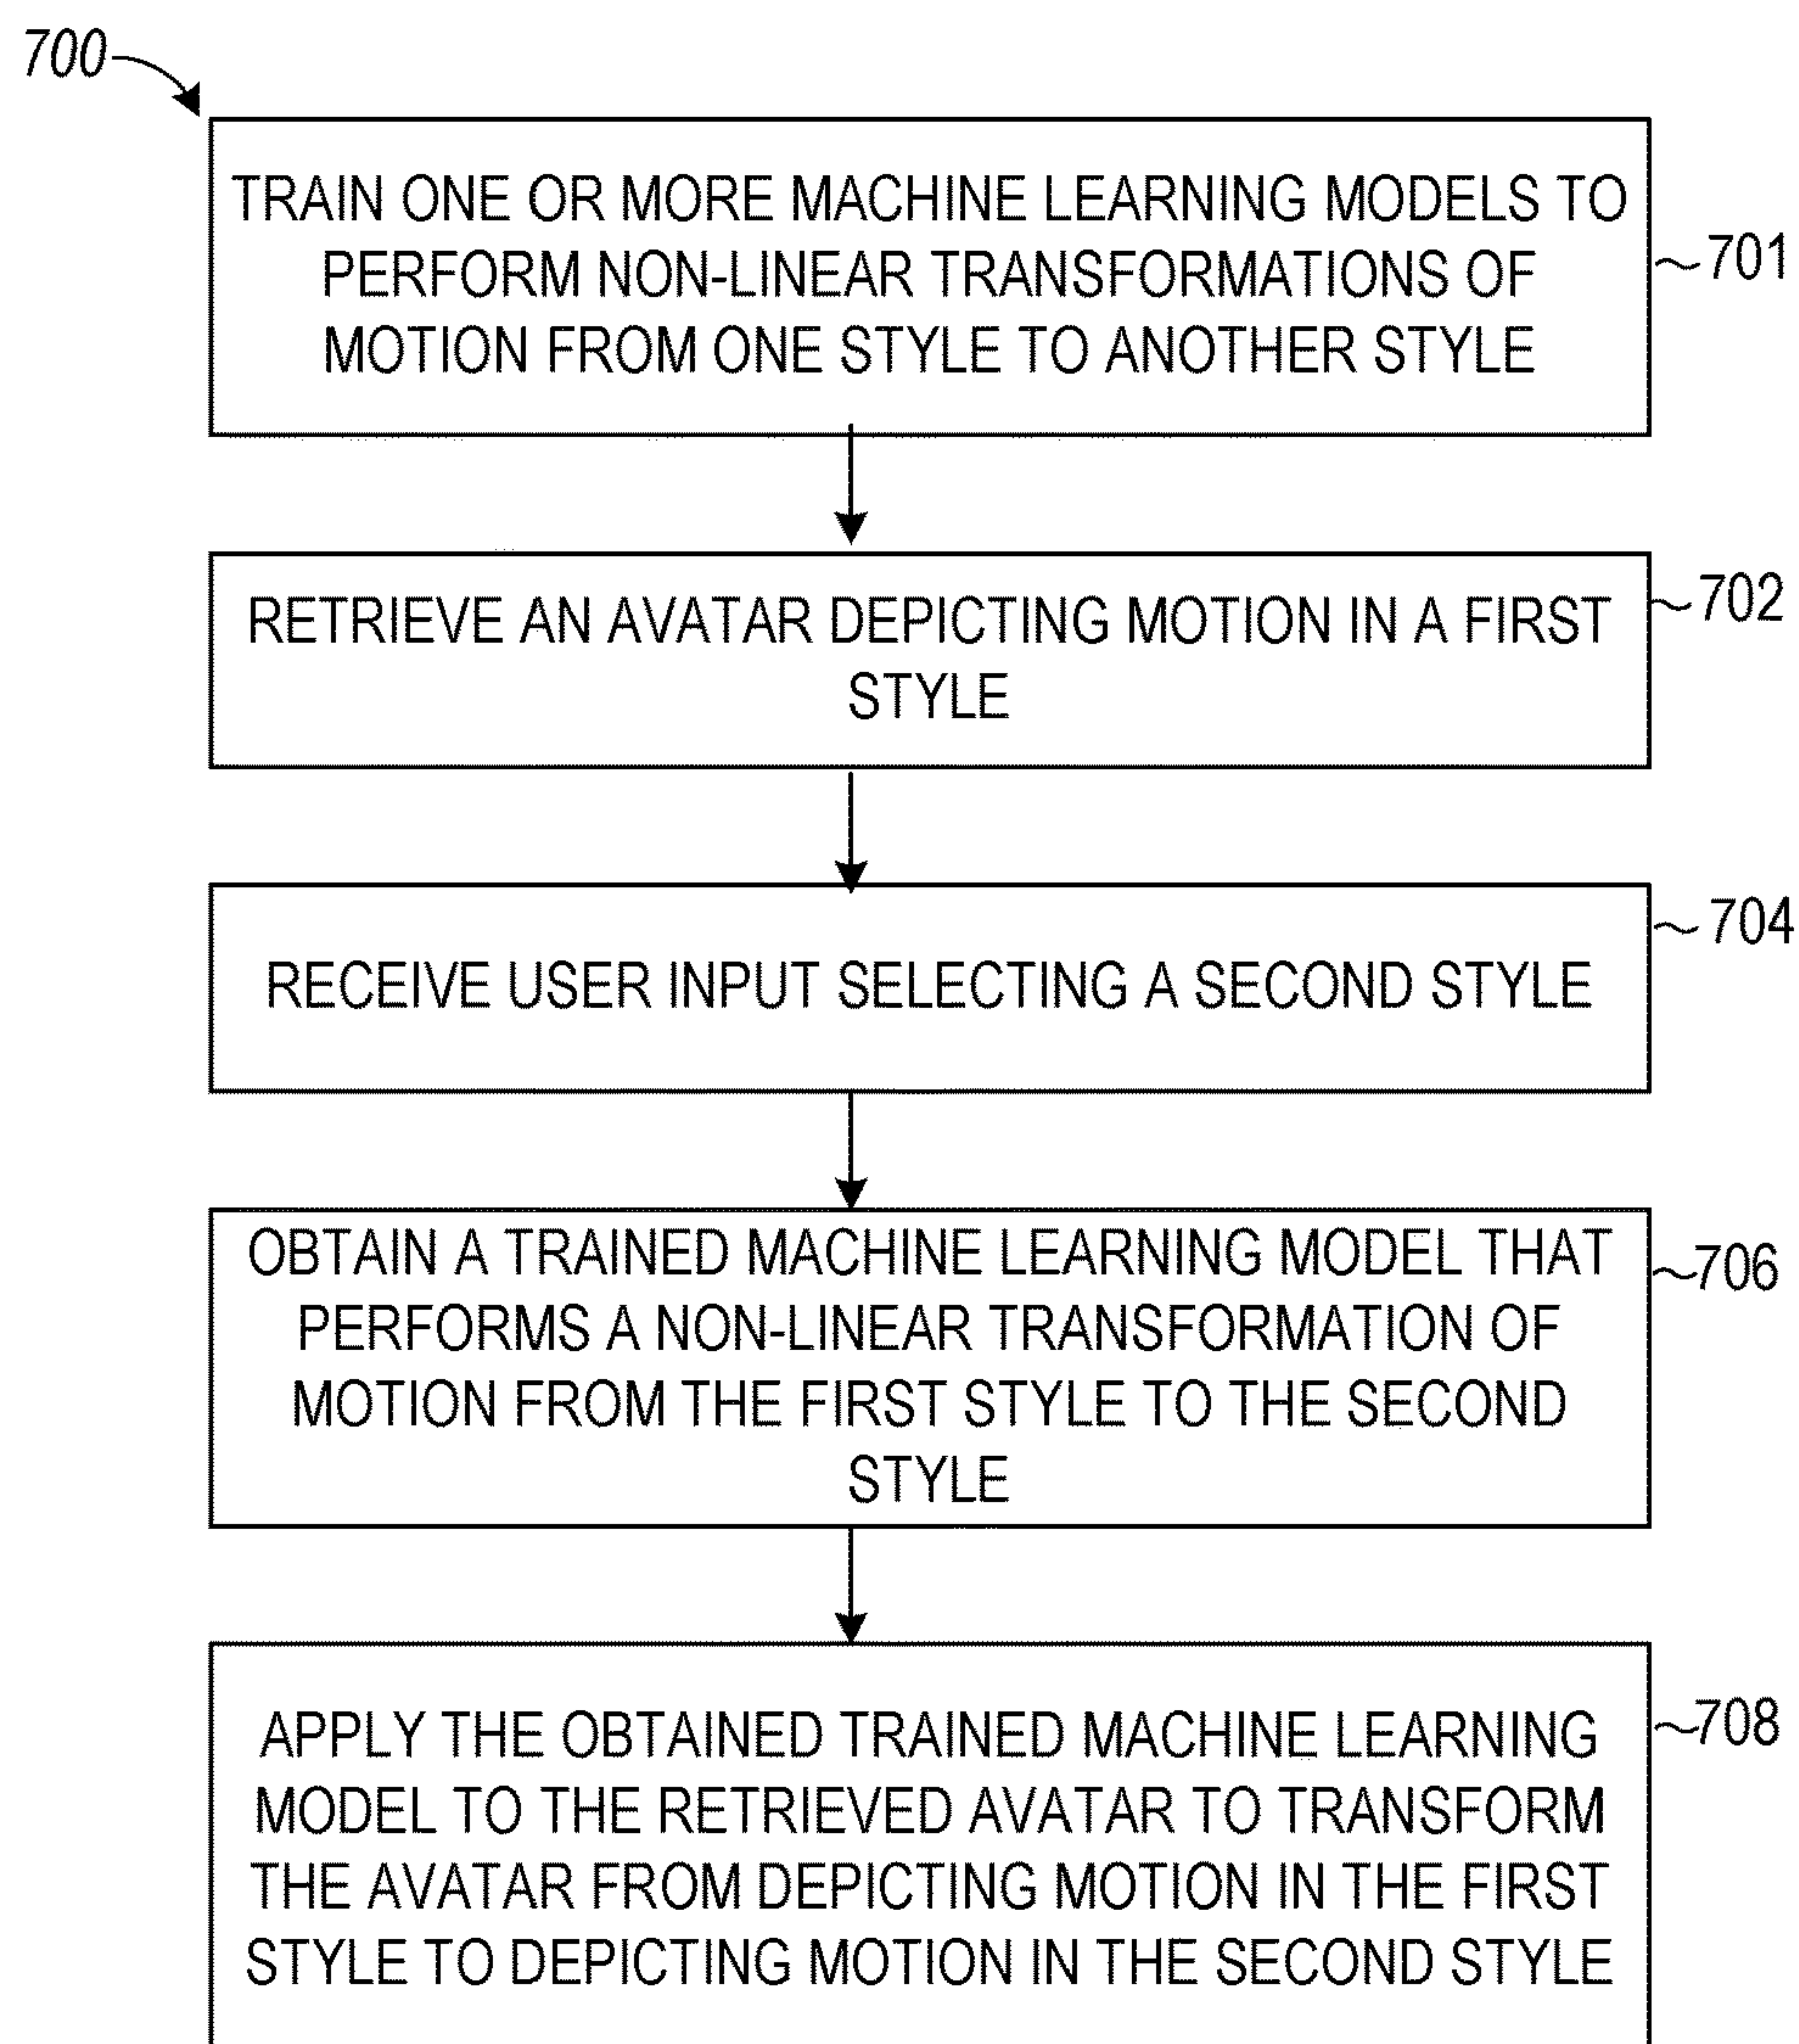 700
TRAIN ONE OR MORE MACHINE LEARNING MODELS TO
PERFORM NON-LINEAR TRANSFORMATIONS OF
MOTION FROM ONE STYLE TO ANOTHER STYLE
701
RETRIEVE AN AVATAR DEPICTING MOTION IN A FIRST
STYLE
702
RECEIVE USER INPUT SELECTING A SECOND STYLE
704
OBTAIN A TRAINED MACHINE LEARNING MODEL THAT
PERFORMS A NON-LINEAR TRANSFORMATION OF
MOTION FROM THE FIRST STYLE TO THE SECOND
STYLE
706
APPLY THE OBTAINED TRAINED MACHINE LEARNING
MODEL TO THE RETRIEVED AVATAR TO TRANSFORM
THE AVATAR FROM DEPICTING MOTION IN THE FIRST
STYLE TO DEPICTING MOTION IN THE SECOND STYLE
708